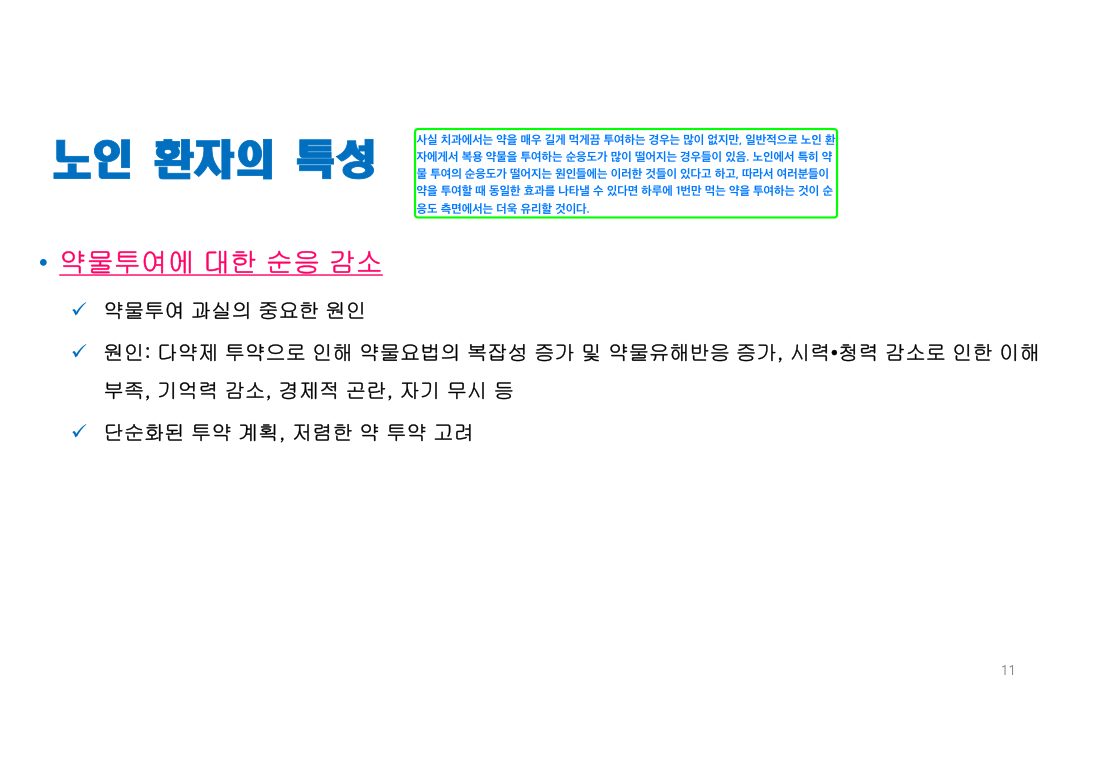 노인 환자의 특성
사실 치과에서는 약을 매우 길게 먹게끔 투여하는 경우는 많이 없지만, 일반적으로 노인 환
자에게서 복용 약물을 투여하는 순응도가 많이 떨어지는 경우들이 있음. 노인에서 특히 약
물 투여의 순응도가 떨어지는 원인들에는 이러한 것들이 있다고 하고, 따라서 여러분들이
약을 투여할 때 동일한 효과를 나타낼 수 있다면 하루에 1번만 먹는 약을 투여하는 것이 순
응도 측면에서는 더욱 유리할 것이다.
• 약물투여에 대한 순응 감소
✓ 약물투여 과실의 중요한 원인
✓ 원인: 다약제 투약으로 인해 약물요법의 복잡성 증가 및 약물유해반응 증가, 시력•청력 감소로 인한 이해
부족, 기억력 감소, 경제적 곤란, 자기 무시 등
✓ 단순화된 투약 계획, 저렴한 약 투약 고려
11